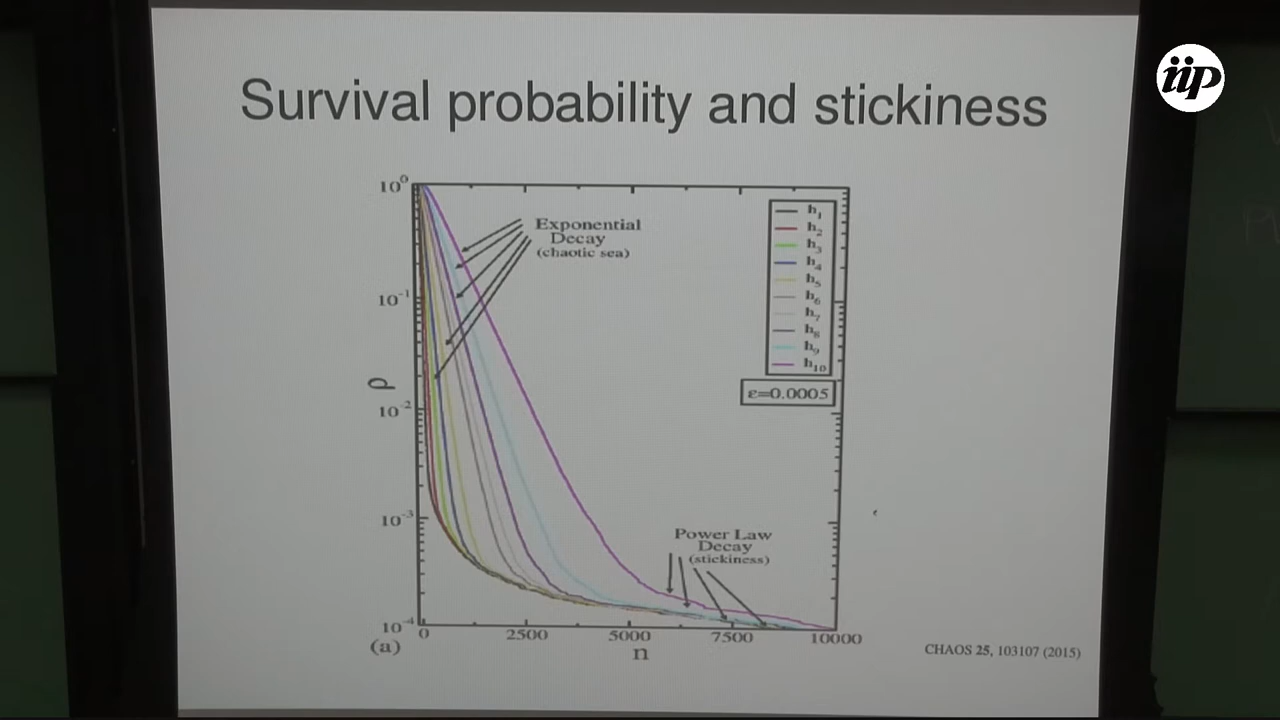 iip
Survival probability and stickiness
10⁰
10⁻¹
10⁻²
10⁻³
10⁻⁴
ρ
Exponential
Decay
(chaotic sea)
h₁
h₂
h₃
h₄
h₅
h₆
h₇
h₈
h₉
h₁₀
ε=0.0005
Power Law
Decay
(stickiness)
0
2500
5000
7500
10000
(a)
n
CHAOS 25, 103107 (2015)